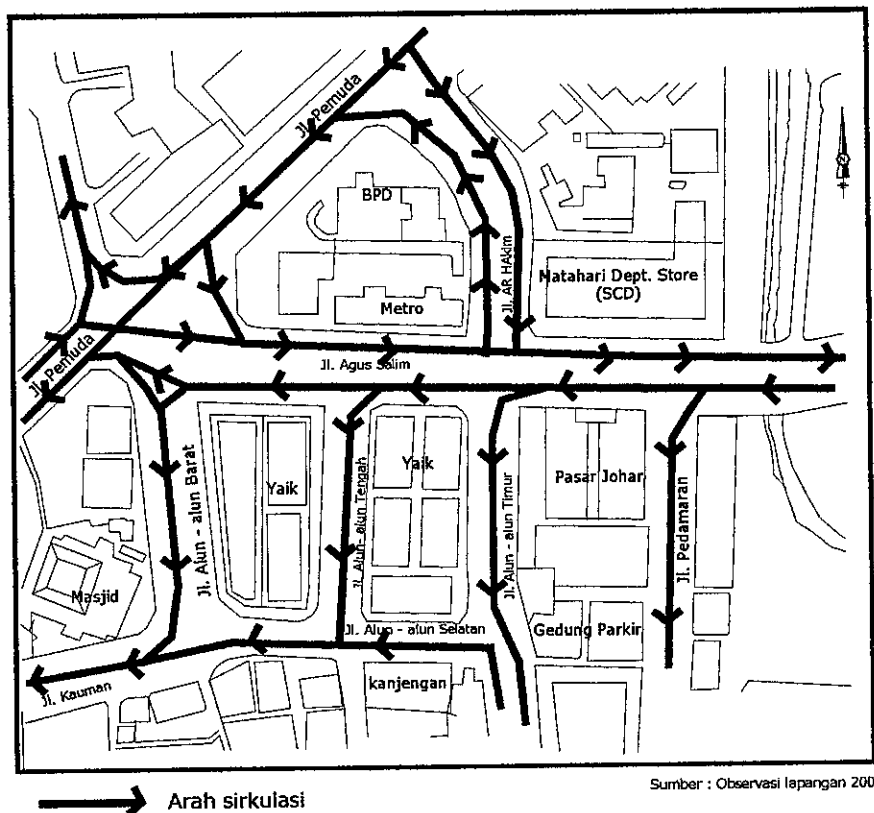 Jl. Pemuda
BPD
Jl. AR HAkim
Matahari Dept. Store
(SCD)
Metro
Jl. Pemuda
Jl. Agus Salim
Jl. Alun - alun Barat
Yaik
Jl. Alun - alun Tengah
Yaik
Jl. Alun - alun Timur
Pasar Johar
Jl. Pedamaran
Masjid
Jl. Alun - alun Selatan
Gedung Parkir
Jl. Kauman
kanjengan
Sumber : Observasi lapangan 200
Arah sirkulasi